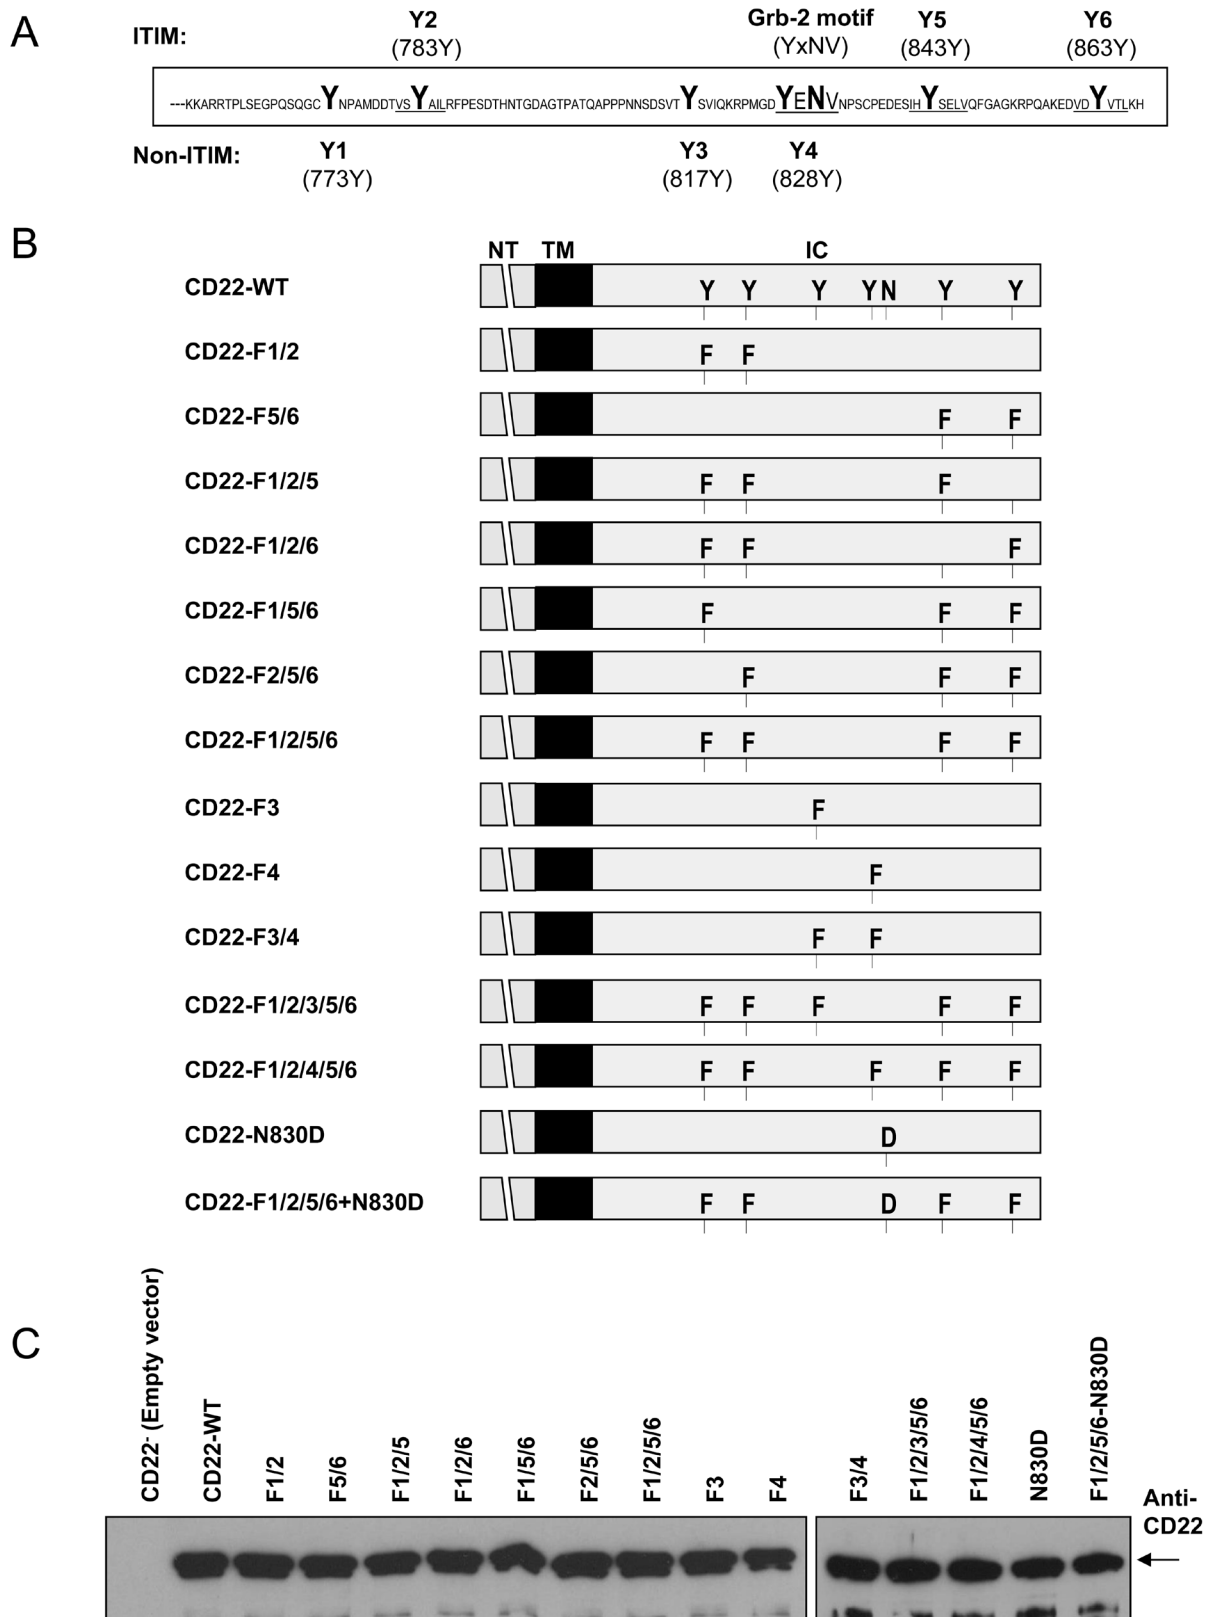 A
ITIM:
Y2
(783Y)
Grb-2 motif
(YxNV)
Y5
(843Y)
Y6
(863Y)
---KKARRTPLSEGPQSQGCYNPAMDDTVSYAILRFPESDTHNTGDAGTPATQAPPPNNSDSVTYSVIQKRPMGDYENVNPSCPEDESIHYSELVQFGAGKRPQAKEDVDYVTLKH
Non-ITIM:
Y1
(773Y)
Y3
(817Y)
Y4
(828Y)
B
NT TM IC
CD22-WT Y Y Y Y N Y Y
CD22-F1/2 F F
CD22-F5/6 F F
CD22-F1/2/5 F F F
CD22-F1/2/6 F F F
CD22-F1/5/6 F F F
CD22-F2/5/6 F F F
CD22-F1/2/5/6 F F F F
CD22-F3 F
CD22-F4 F
CD22-F3/4 F F
CD22-F1/2/3/5/6 F F F F F
CD22-F1/2/4/5/6 F F F F F
CD22-N830D D
CD22-F1/2/5/6+N830D F F D F F
C
CD22- (Empty vector)
CD22-WT
F1/2
F5/6
F1/2/5
F1/2/6
F1/5/6
F2/5/6
F1/2/5/6
F3
F4
F3/4
F1/2/3/5/6
F1/2/4/5/6
N830D
F1/2/5/6-N830D
Anti-
CD22